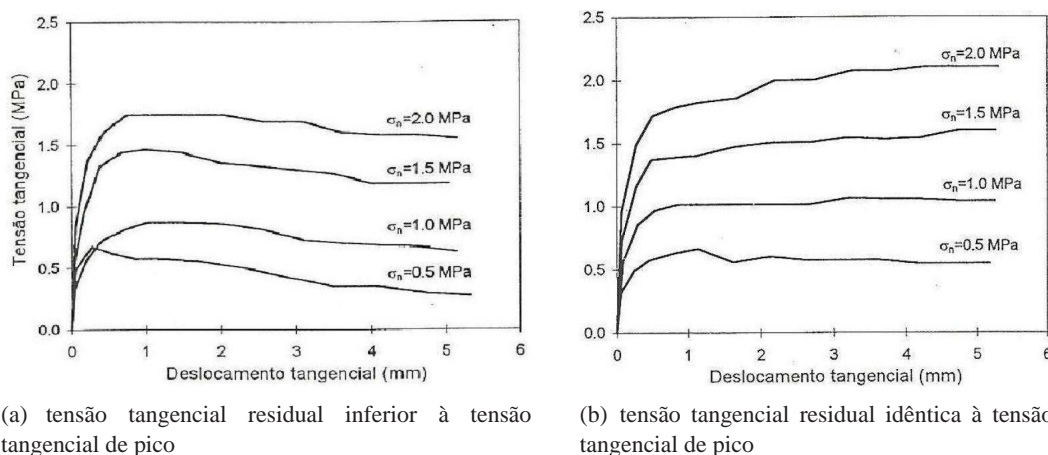 2.5
2.0
1.5
1.0
0.5
0.0
Tensão tangencial (MPa)
σn=2.0 MPa
σn=1.5 MPa
σn=1.0 MPa
σn=0.5 MPa
0 1 2 3 4 5 6
Deslocamento tangencial (mm)
(a) tensão tangencial residual inferior à tensão
tangencial de pico
2.5
2.0
1.5
1.0
0.5
0.0
σn=2.0 MPa
σn=1.5 MPa
σn=1.0 MPa
σn=0.5 MPa
0 1 2 3 4 5 6
Deslocamento tangencial (mm)
(b) tensão tangencial residual idêntica à tensão
tangencial de pico